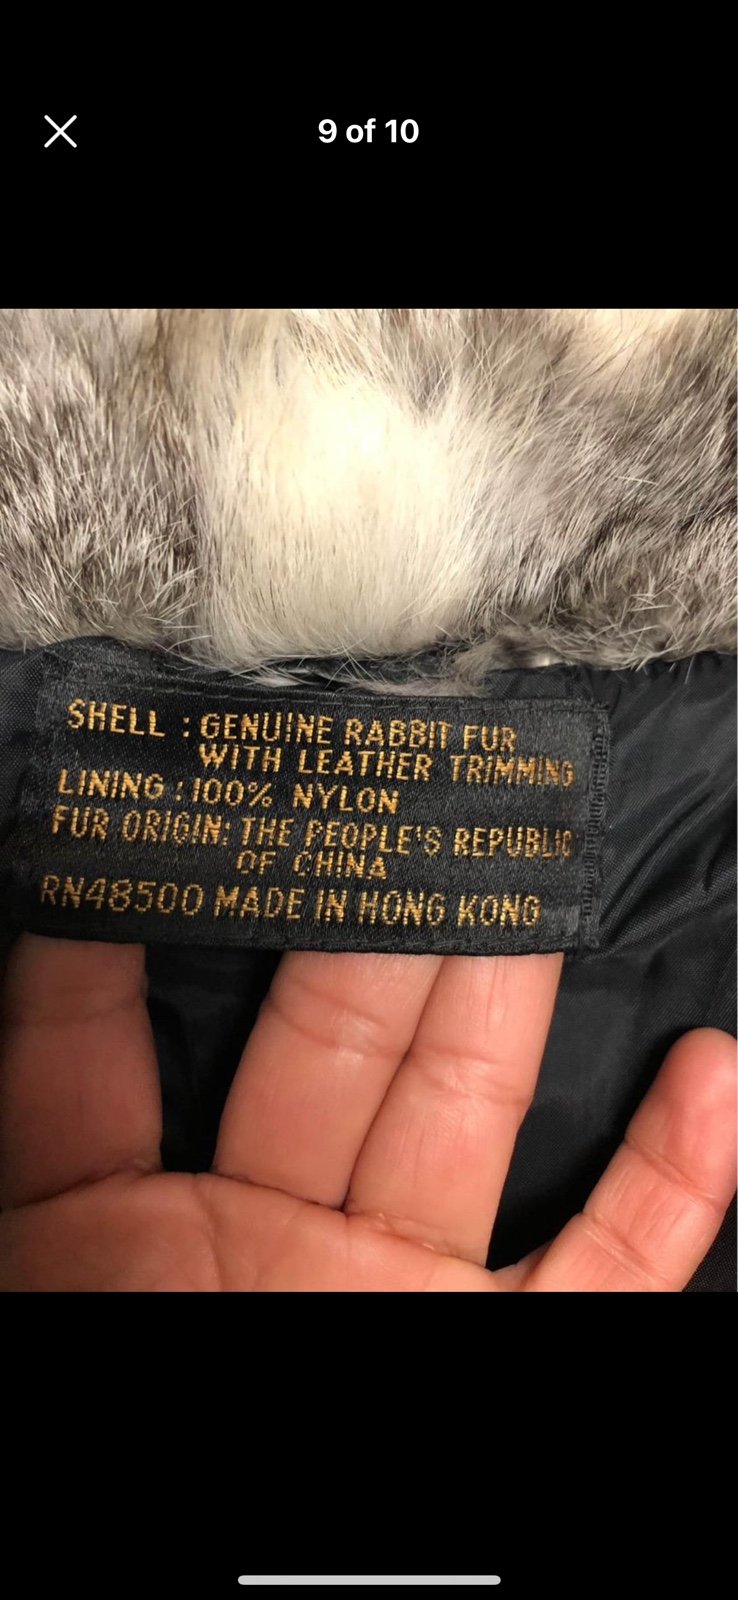 9 of 10
SHELL : GENUINE RABBIT FUR
WITH LEATHER TRIMMING
LINING : 100% NYLON
FUR ORIGIN: THE PEOPLE'S REPUBLIC
OF CHINA
RN48500 MADE IN HONG KONG